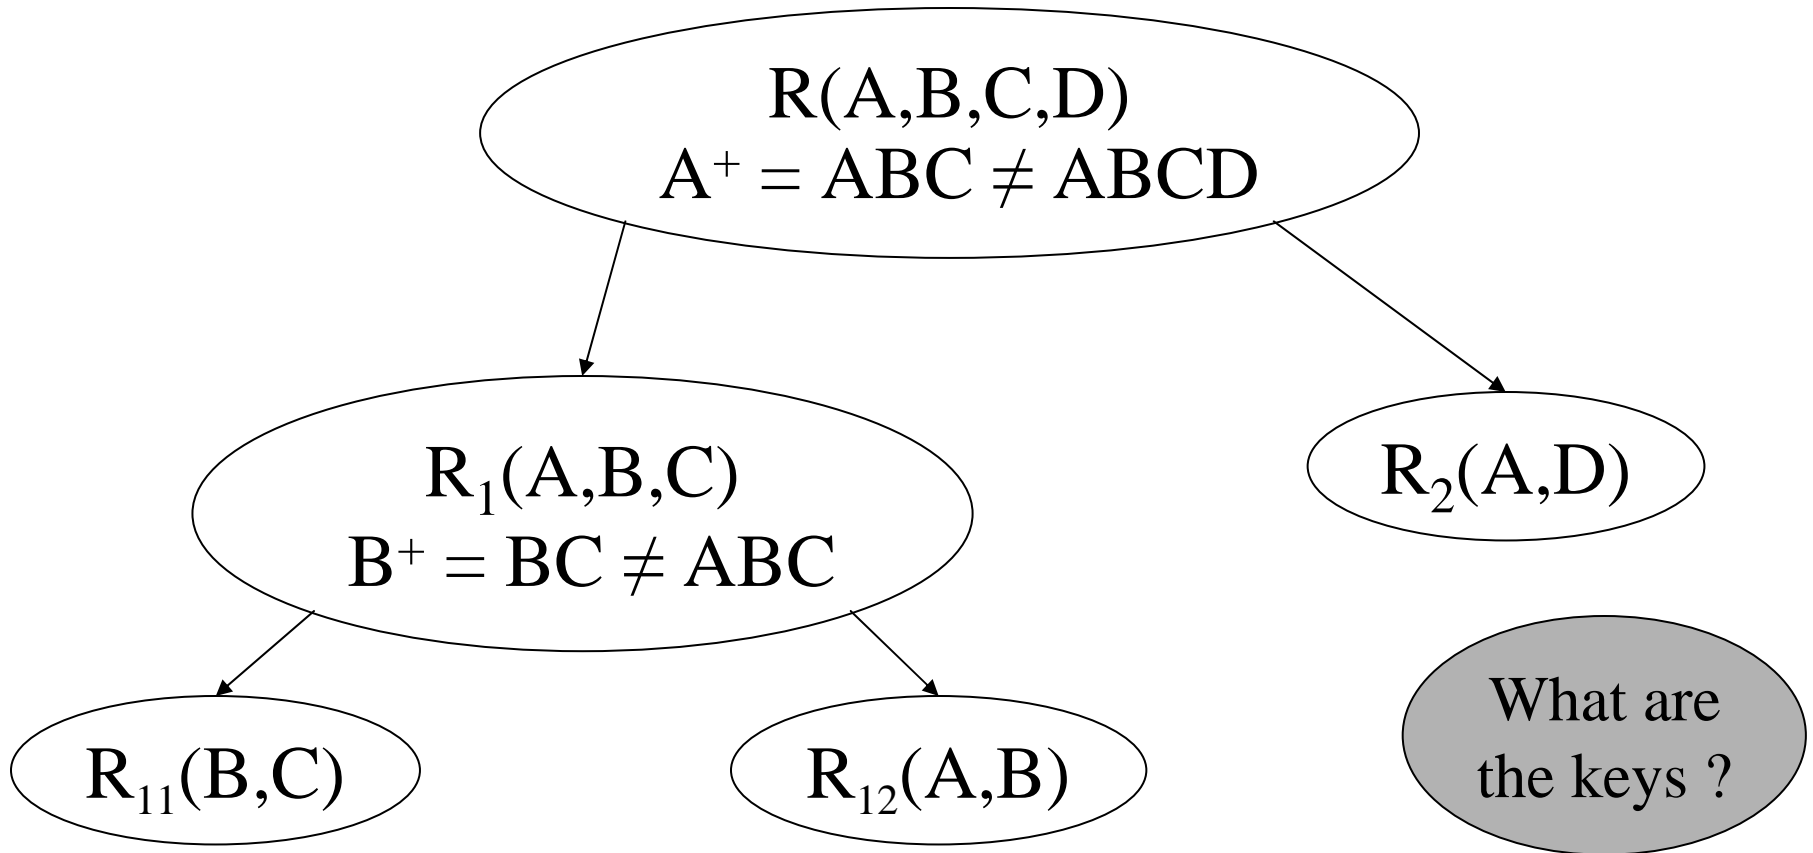 R(A,B,C,D)
A⁺ = ABC ≠ ABCD
R₁(A,B,C)
B⁺ = BC ≠ ABC
R₂(A,D)
R₁₁(B,C)
R₁₂(A,B)
What are
the keys ?